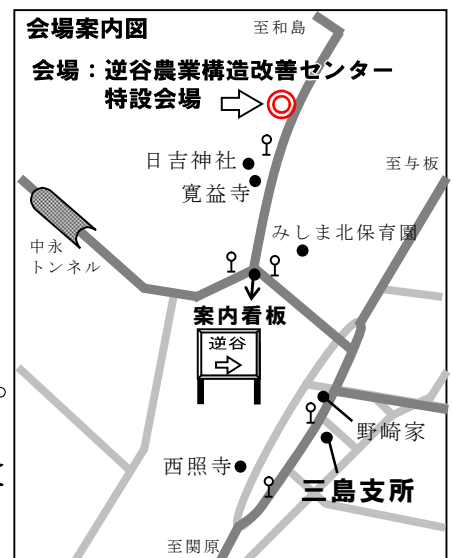 会場案内図
至和島
会場：逆谷農業構造改善センター
特設会場
日吉神社
寛益寺
至与板
みしま北保育園
中永
トンネル
案内看板
逆谷
野崎家
西照寺
三島支所
至関原